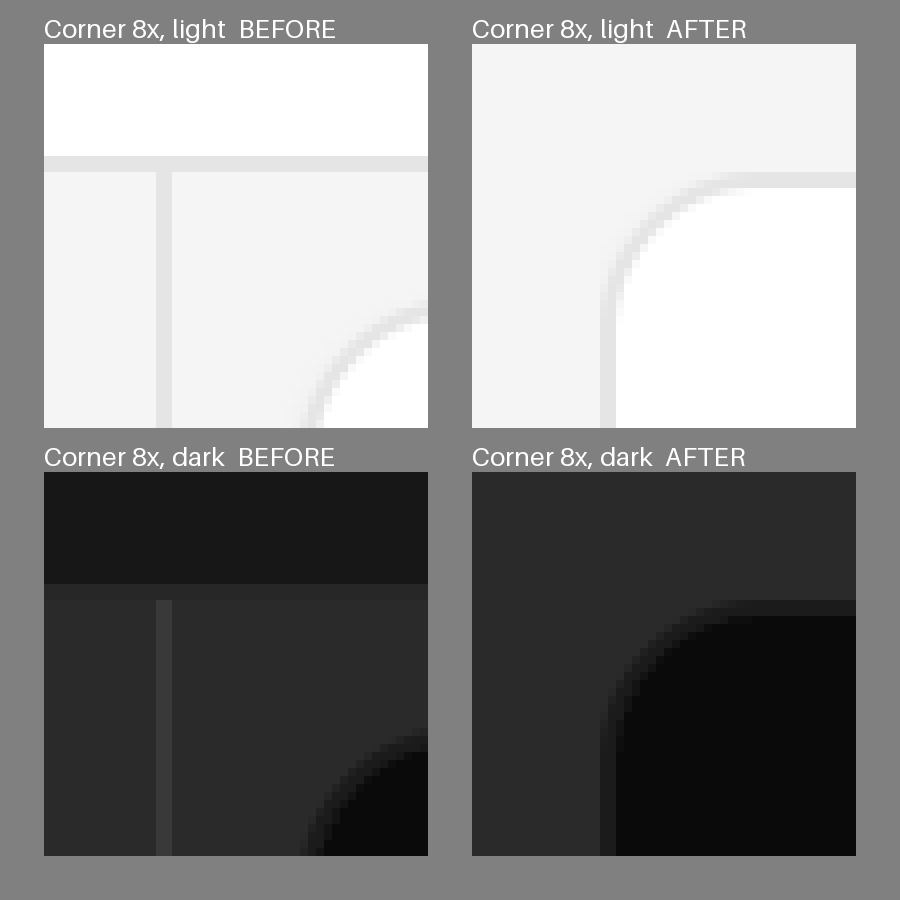 Corner 8x, light  BEFORE
Corner 8x, light  AFTER
Corner 8x, dark  BEFORE
Corner 8x, dark  AFTER